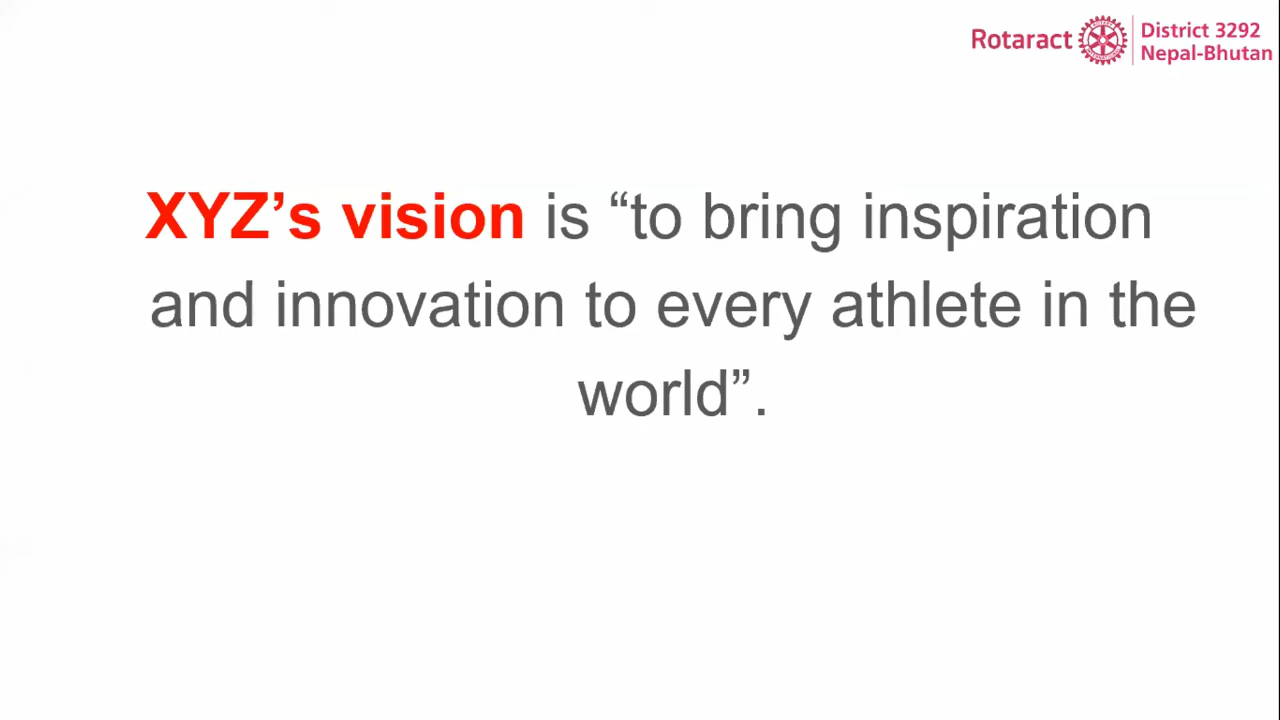 Rotaract
District 3292
Nepal-Bhutan
XYZ’s vision is “to bring inspiration
and innovation to every athlete in the
world”.